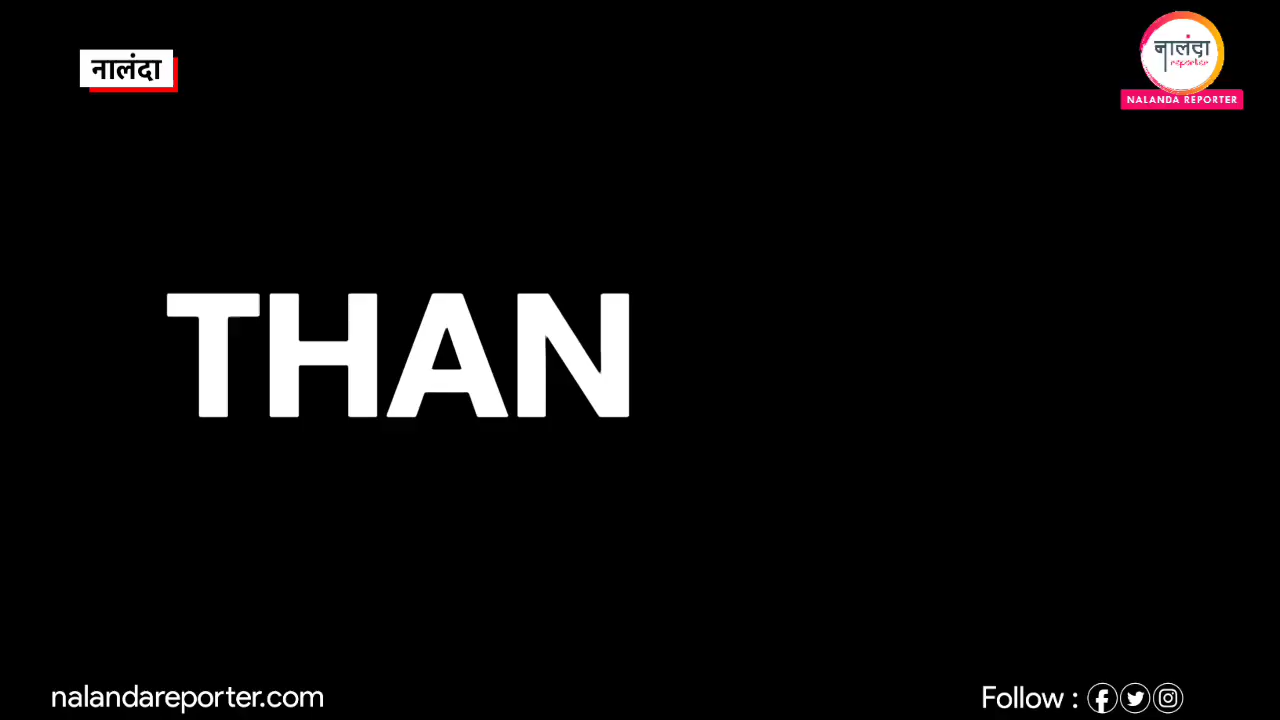 नालंदा
नालंदा
reporter
NALANDA REPORTER
THAN
nalandareporter.com
Follow :